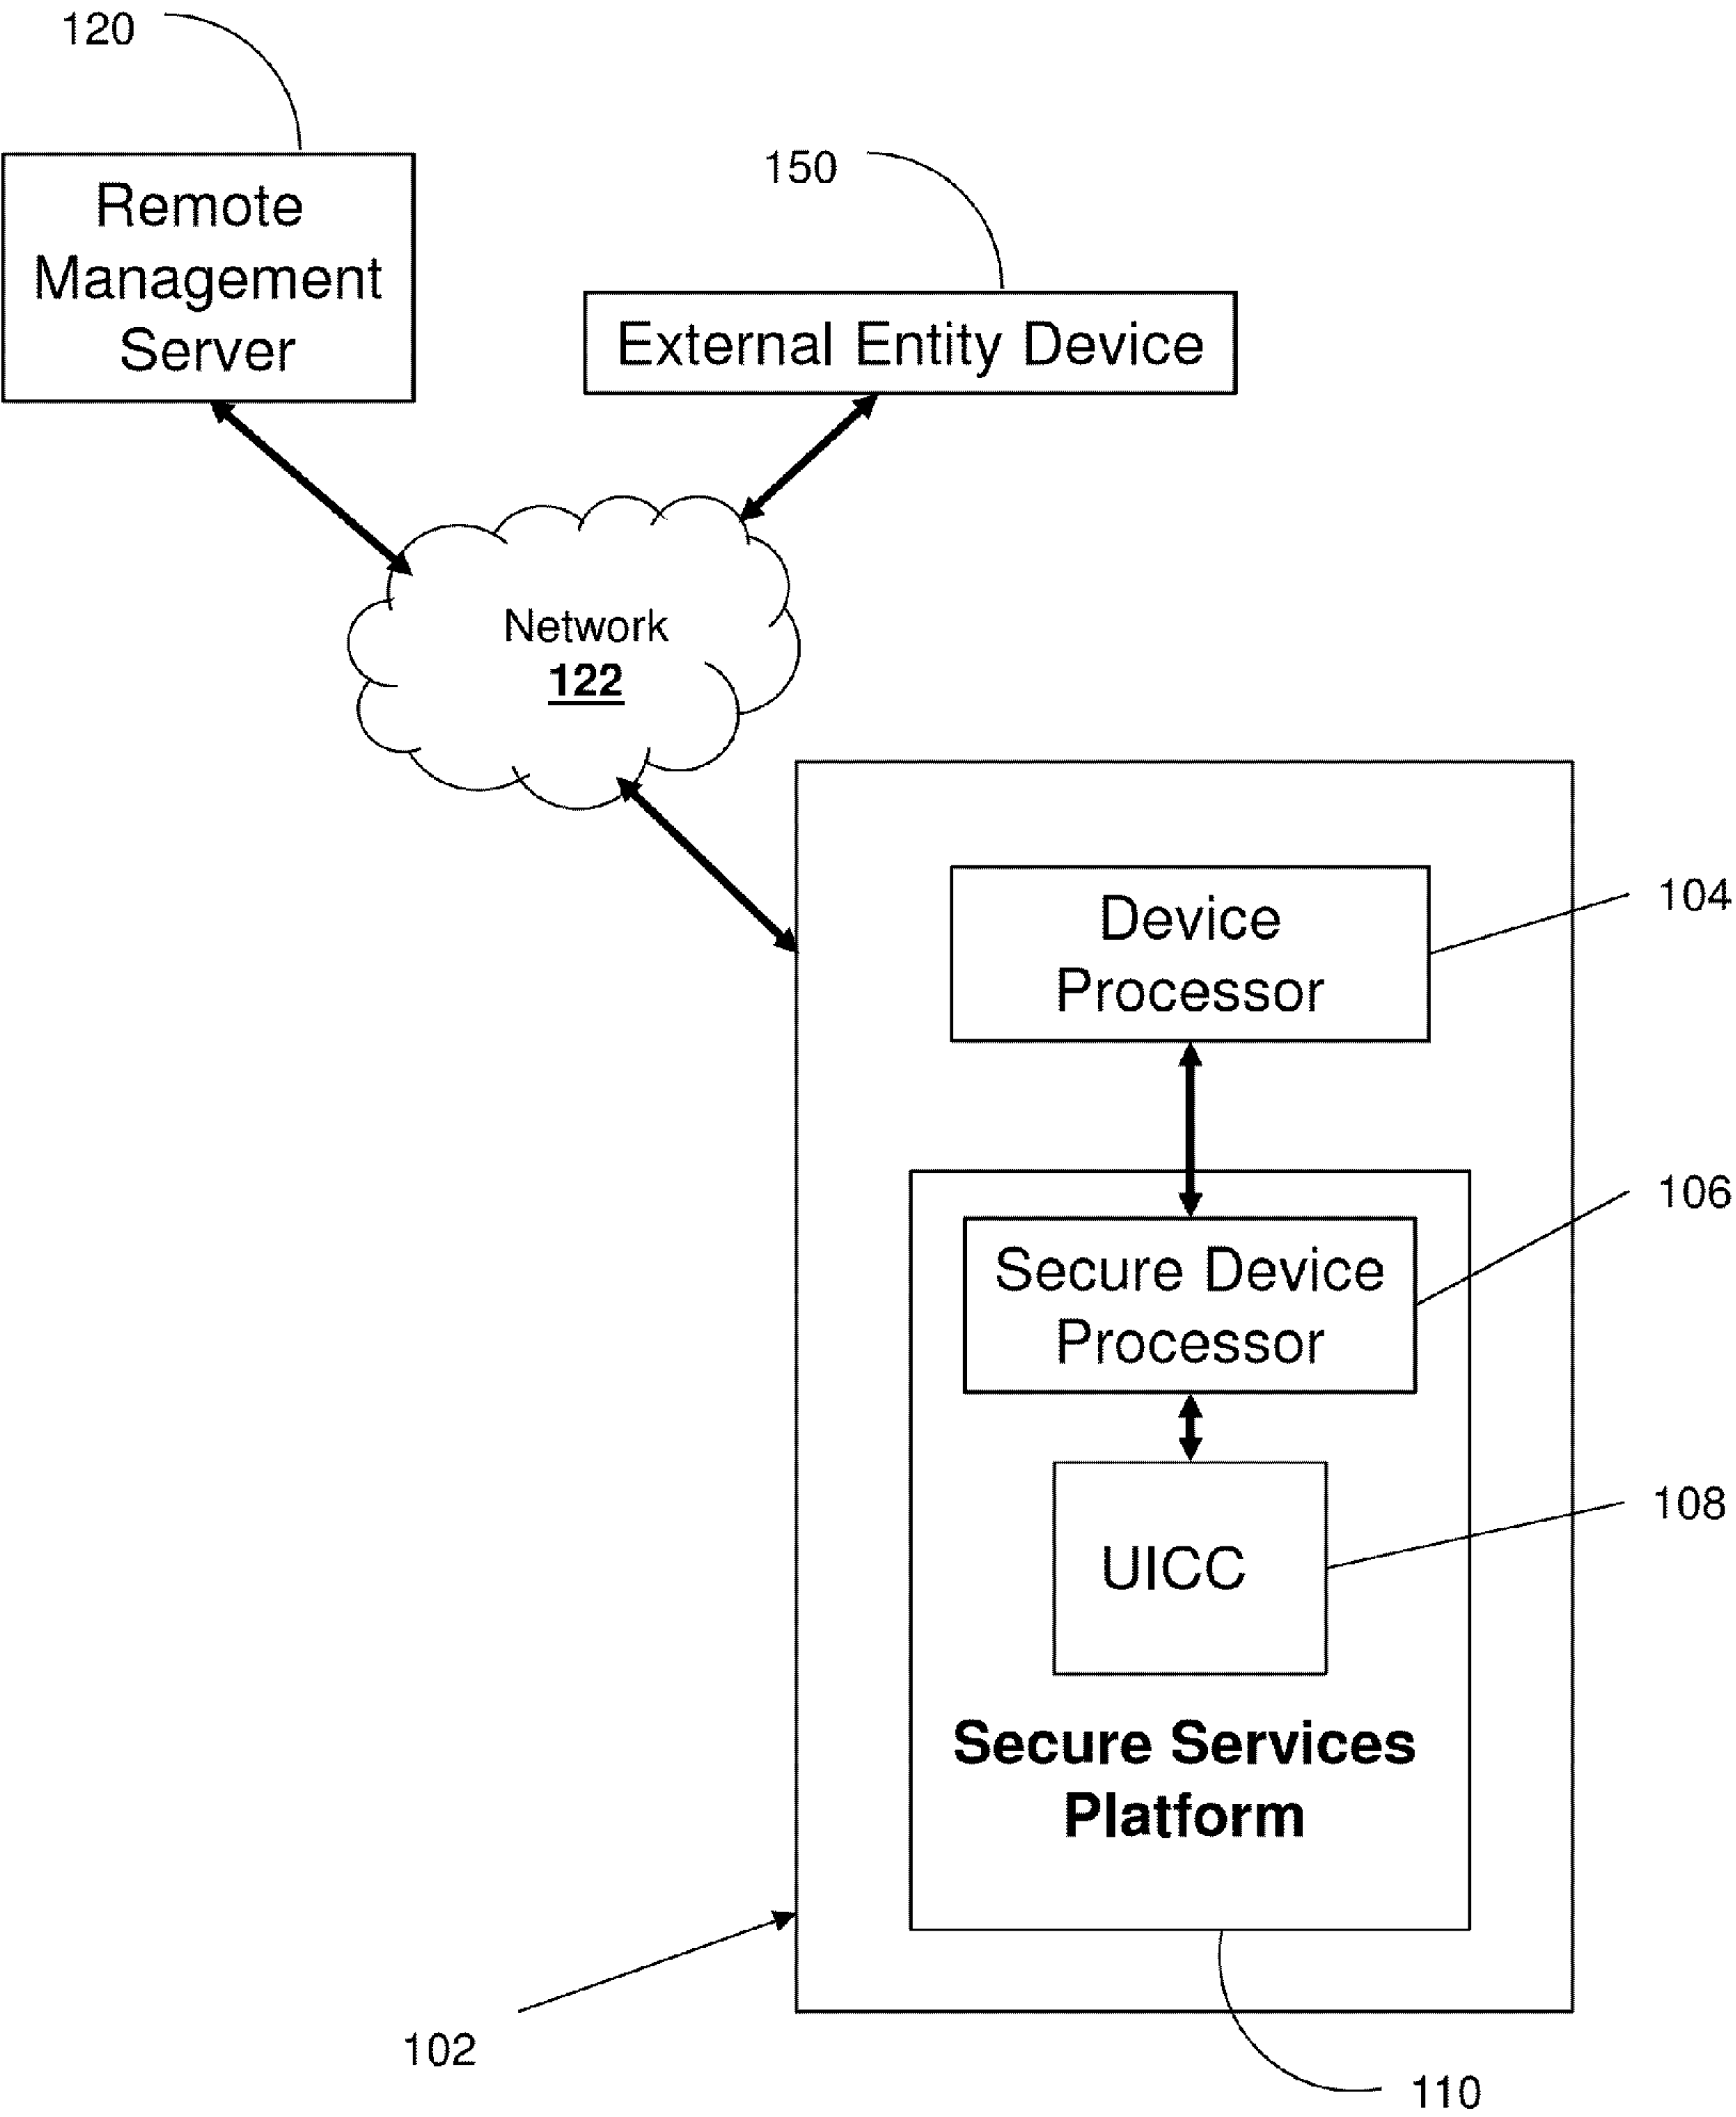 120
Remote
Management
Server
150
External Entity Device
Network
122
Device
Processor
104
Secure Device
Processor
106
UICC
108
Secure Services
Platform
102
110